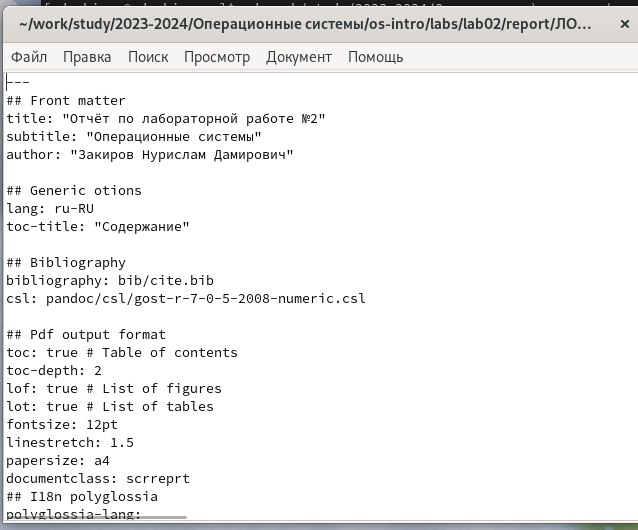 ~/work/study/2023-2024/Операционные системы/os-intro/labs/lab02/report/ЛО...
×
Файл Правка Поиск Просмотр Документ Помощь
---
## Front matter
title: "Отчёт по лабораторной работе №2"
subtitle: "Операционные системы"
author: "Закиров Нурислам Дамирович"
## Generic otions
lang: ru-RU
toc-title: "Содержание"
## Bibliography
bibliography: bib/cite.bib
csl: pandoc/csl/gost-r-7-0-5-2008-numeric.csl
## Pdf output format
toc: true # Table of contents
toc-depth: 2
lof: true # List of figures
lot: true # List of tables
fontsize: 12pt
linestretch: 1.5
papersize: a4
documentclass: scrreprt
## I18n polyglossia
polyglossia-lang: